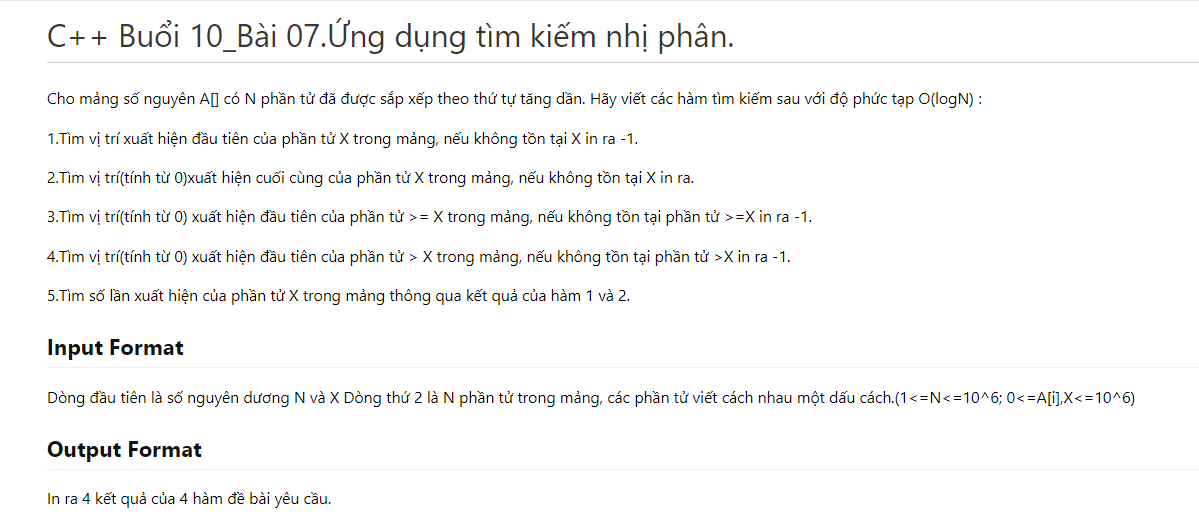 C++ Buổi 10_Bài 07.Ứng dụng tìm kiếm nhị phân.
Cho mảng số nguyên A[] có N phần tử đã được sắp xếp theo thứ tự tăng dần. Hãy viết các hàm tìm kiếm sau với độ phức tạp O(logN) :
1.Tìm vị trí xuất hiện đầu tiên của phần tử X trong mảng, nếu không tồn tại X in ra -1.
2.Tìm vị trí(tính từ 0)xuất hiện cuối cùng của phần tử X trong mảng, nếu không tồn tại X in ra.
3.Tìm vị trí(tính từ 0) xuất hiện đầu tiên của phần tử >= X trong mảng, nếu không tồn tại phần tử >=X in ra -1.
4.Tìm vị trí(tính từ 0) xuất hiện đầu tiên của phần tử > X trong mảng, nếu không tồn tại phần tử >X in ra -1.
5.Tìm số lần xuất hiện của phần tử X trong mảng thông qua kết quả của hàm 1 và 2.
Input Format
Dòng đầu tiên là số nguyên dương N và X Dòng thứ 2 là N phần tử trong mảng, các phần tử viết cách nhau một dấu cách.(1<=N<=10^6; 0<=A[i],X<=10^6)
Output Format
In ra 4 kết quả của 4 hàm đề bài yêu cầu.